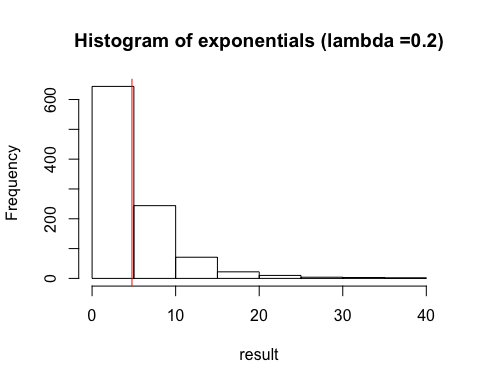 Histogram of exponentials (lambda =0.2)
Frequency
600
400
200
0
0 10 20 30 40
result